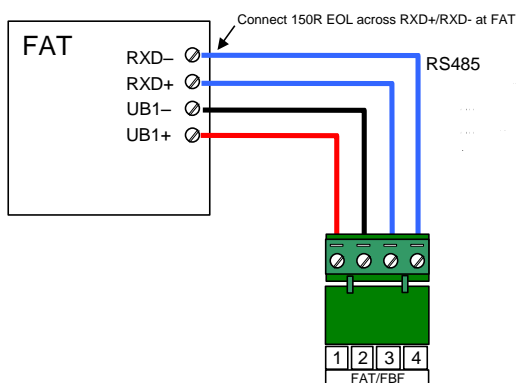 Connect 150R EOL across RXD+/RXD- at FAT
FAT
RXD–
RS485
RXD+
UB1–
UB1+
1 2 3 4
FAT/FBF